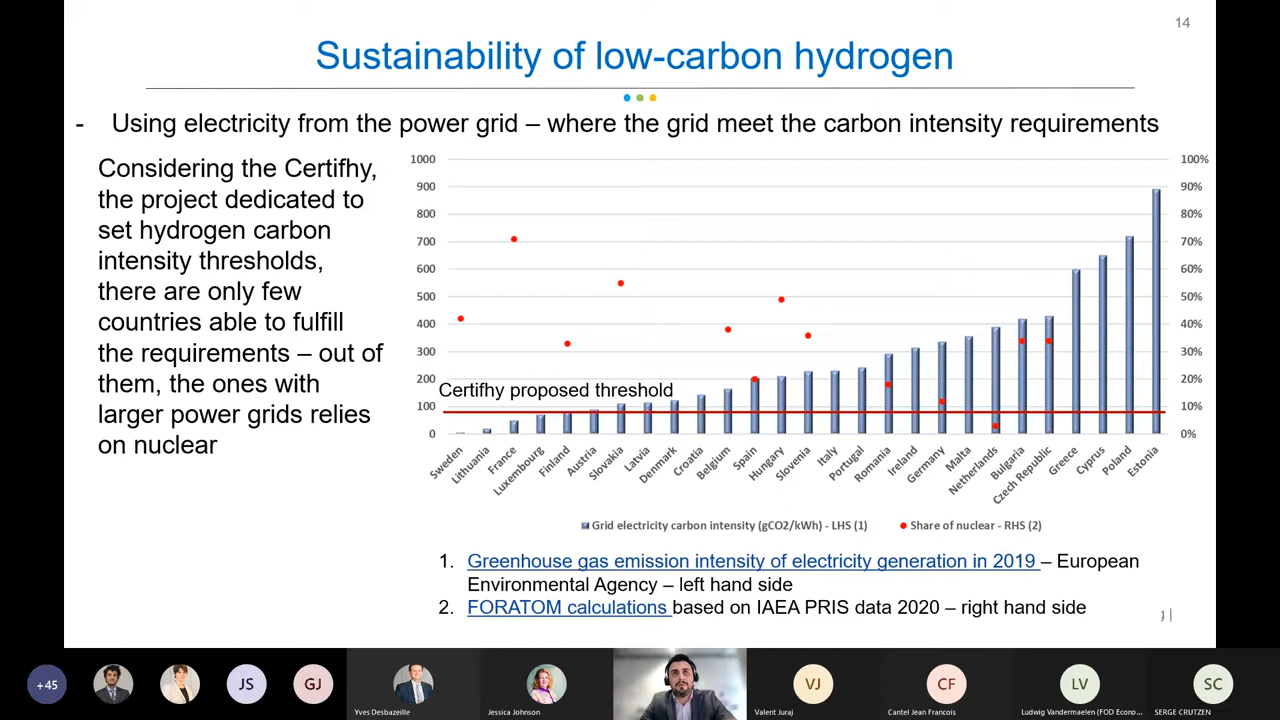 14
Sustainability of low-carbon hydrogen
- Using electricity from the power grid – where the grid meet the carbon intensity requirements
Considering the Certifhy,
the project dedicated to
set hydrogen carbon
intensity thresholds,
there are only few
countries able to fulfill
the requirements – out of
them, the ones with
larger power grids relies
on nuclear
1000 100%
900 90%
800 80%
700 70%
600 60%
500 50%
400 40%
300 30%
200 20%
Certifhy proposed threshold
100 10%
0 0%
Sweden
Lithuania
France
Luxembourg
Finland
Austria
Slovakia
Latvia
Denmark
Croatia
Belgium
Spain
Hungary
Slovenia
Italy
Portugal
Romania
Ireland
Germany
Malta
Netherlands
Bulgaria
Czech Republic
Greece
Cyprus
Poland
Estonia
Grid electricity carbon intensity (gCO2/kWh) - LHS (1) Share of nuclear - RHS (2)
1. Greenhouse gas emission intensity of electricity generation in 2019 – European
Environmental Agency – left hand side
2. FORATOM calculations based on IAEA PRIS data 2020 – right hand side
+45 JS GJ VJ CF LV SC
Yves Desbazeille Jessica Johnson Valent Juraj Cantel Jean Francois Ludwig Vandermaelen (FOD Econo... SERGE CRUTZEN